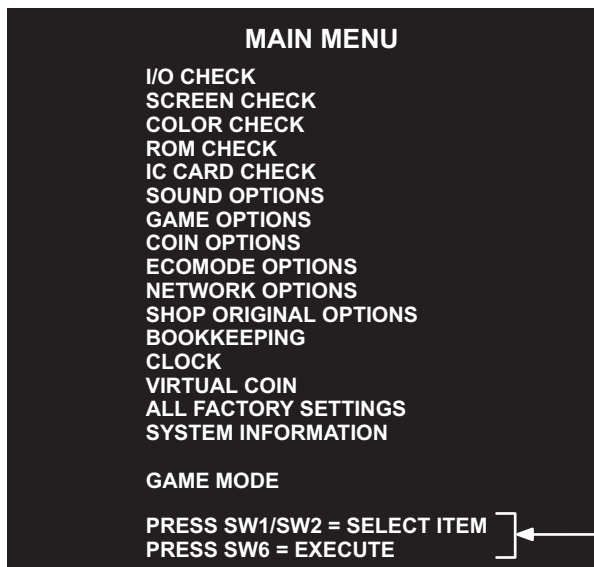 MAIN MENU
I/O CHECK
SCREEN CHECK
COLOR CHECK
ROM CHECK
IC CARD CHECK
SOUND OPTIONS
GAME OPTIONS
COIN OPTIONS
ECOMODE OPTIONS
NETWORK OPTIONS
SHOP ORIGINAL OPTIONS
BOOKKEEPING
CLOCK
VIRTUAL COIN
ALL FACTORY SETTINGS
SYSTEM INFORMATION
GAME MODE
PRESS SW1/SW2 = SELECT ITEM
PRESS SW6 = EXECUTE